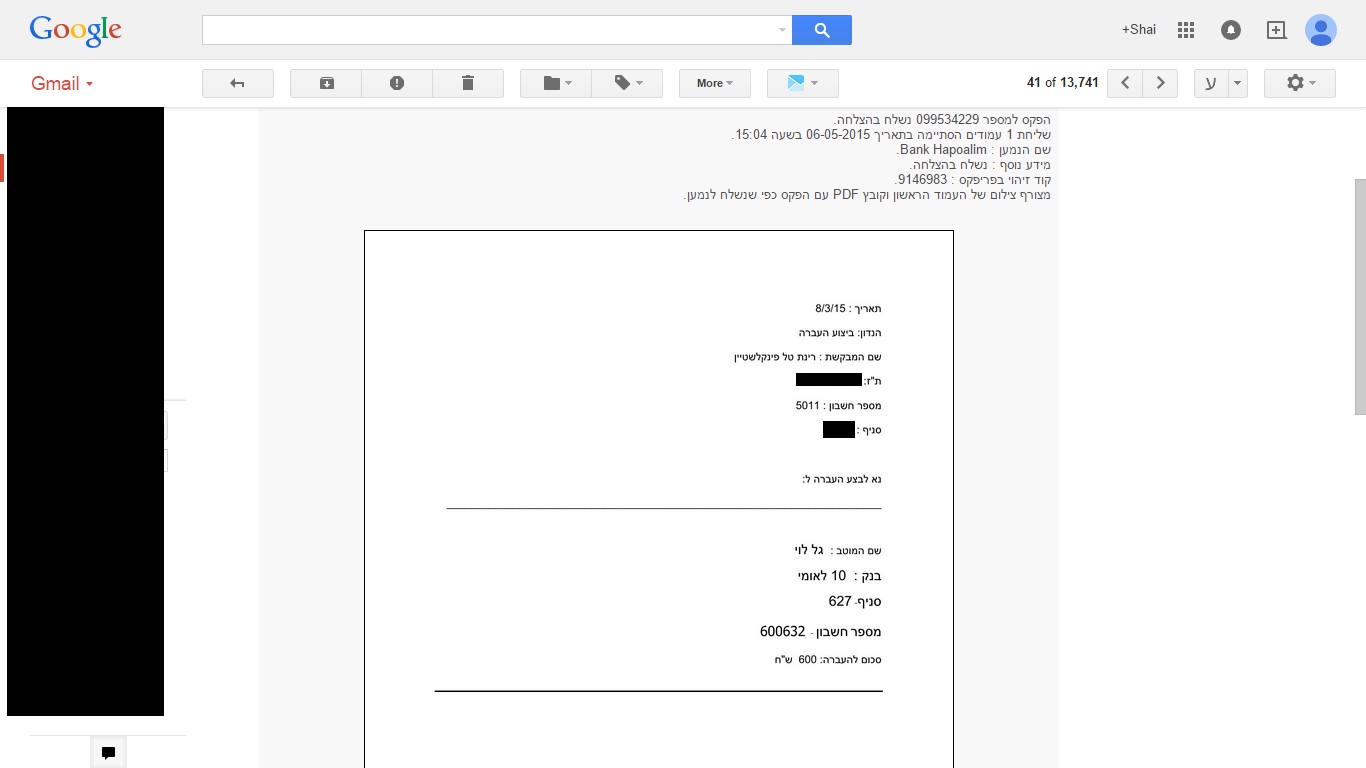 Google
+Shai
Gmail
More
41 of 13,741
ע
הפקס למספר 099534229 נשלח בהצלחה.
שליחת 1 עמודים הסתיימה בתאריך 06-05-2015 בשעה 15:04.
שם הנמען : Bank Hapoalim.
מידע נוסף : נשלח בהצלחה.
קוד זיהוי בפריפקס : 9146983.
מצורף צילום של העמוד הראשון וקובץ PDF עם הפקס כפי שנשלח לנמען.
תאריך : 8/3/15
הנדון: ביצוע העברה
שם המבקשת : רינת טל פינקלשטיין
ת"ז:
מספר חשבון : 5011
סניף :
נא לבצע העברה ל:
שם המוטב : גל לוי
בנק : 10 לאומי
סניף- 627
מספר חשבון - 600632
סכום להעברה: 600 ש"ח